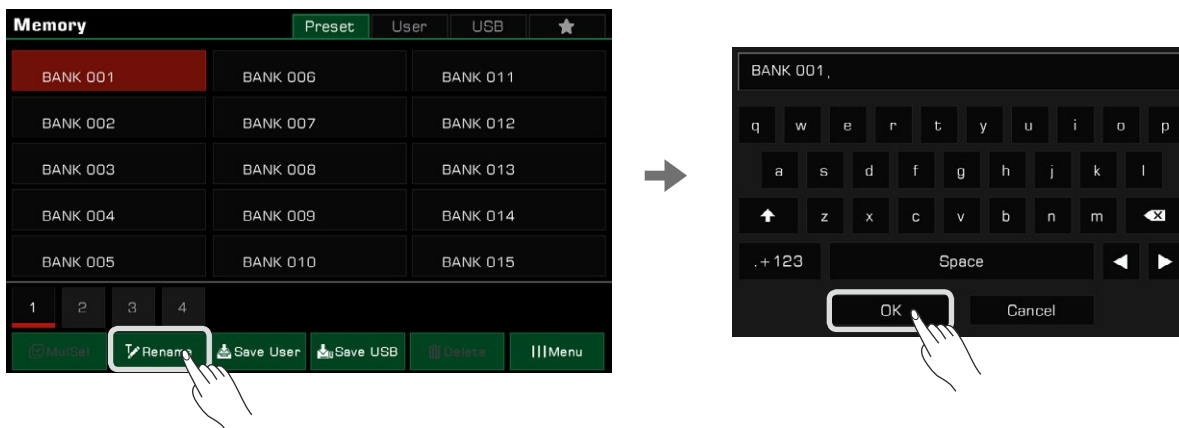 Memory Preset User USB
BANK 001 BANK 006 BANK 011
BANK 002 BANK 007 BANK 012
BANK 003 BANK 008 BANK 013
BANK 004 BANK 009 BANK 014
BANK 005 BANK 010 BANK 015
1 2 3 4
MulSel Rename Save User Save USB Delete Menu
BANK 001,
q w e r t y u i o p
a s d f g h j k l
z x c v b n m
.+123 Space
OK Cancel